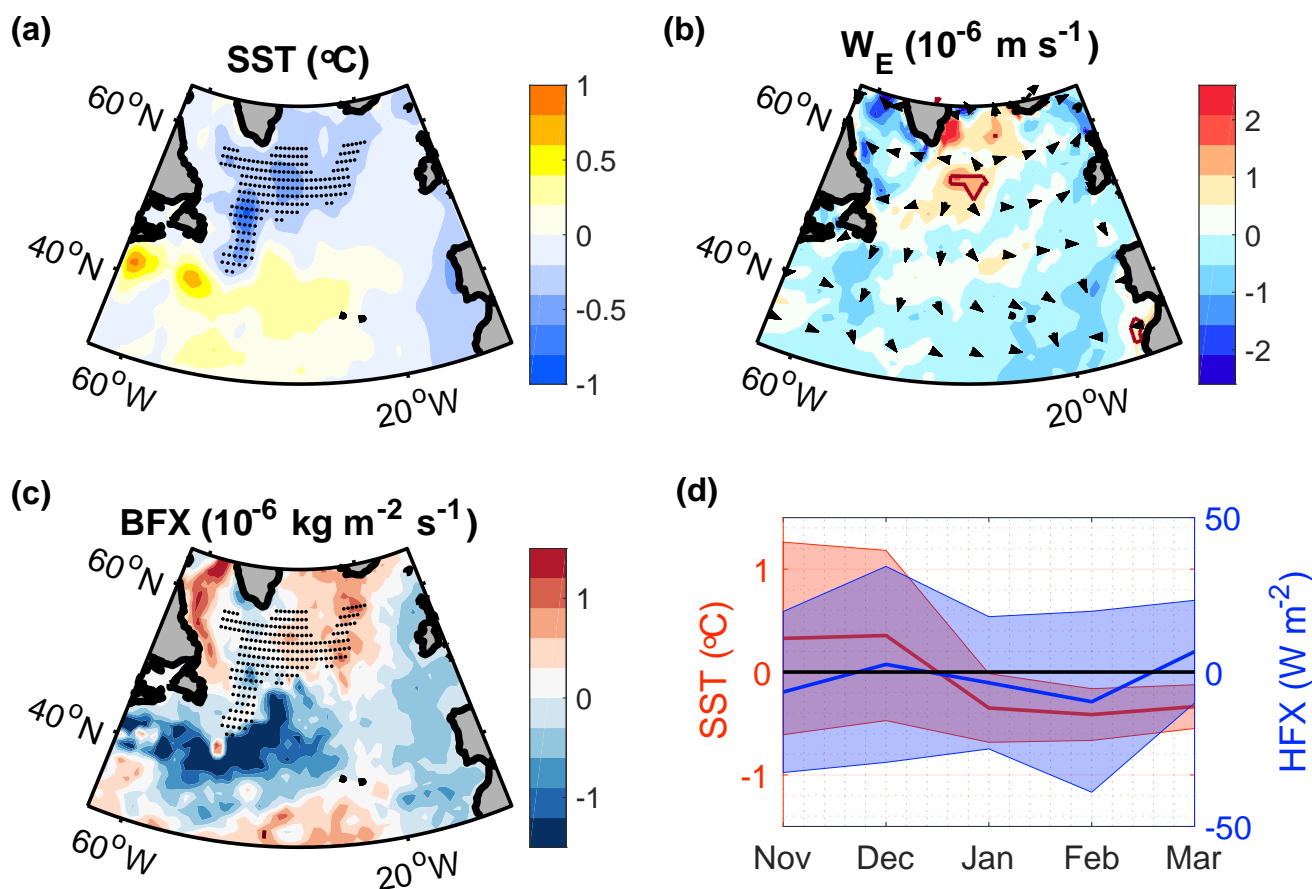 (a)
SST (°C)
60°N
40°N
60°W
20°W
1
0.5
0
-0.5
-1
(b)
W_E (10⁻⁶ m s⁻¹)
60°N
40°N
60°W
20°W
2
1
0
-1
-2
(c)
BFX (10⁻⁶ kg m⁻² s⁻¹)
60°N
40°N
60°W
20°W
1
0
-1
(d)
SST (°C)
1
0
-1
50
0
-50
HFX (W m⁻²)
Nov Dec Jan Feb Mar